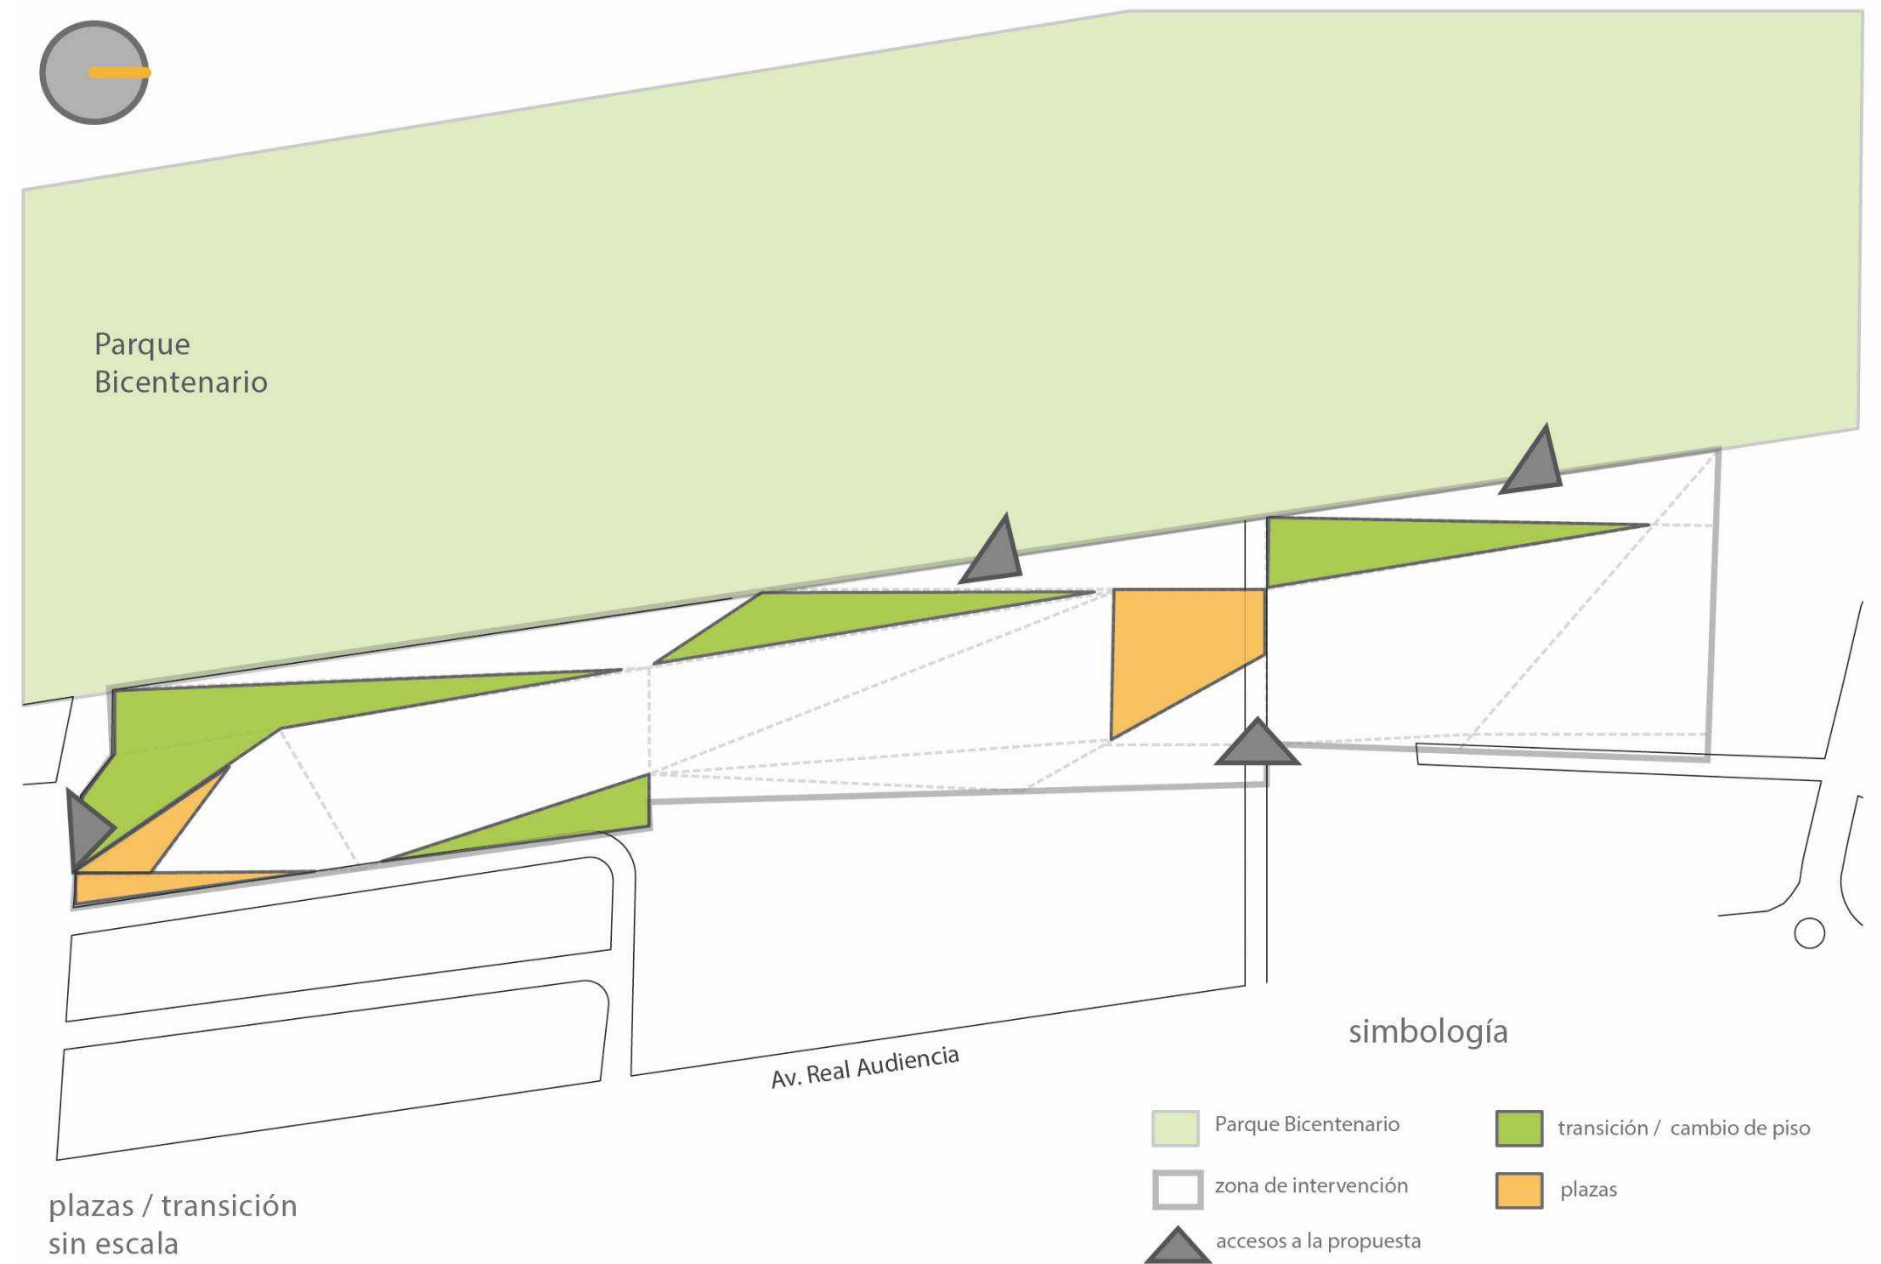 Parque
Bicentenario
Av. Real Audiencia
simbología
Parque Bicentenario
transición / cambio de piso
zona de intervención
plazas
accesos a la propuesta
plazas / transición
sin escala